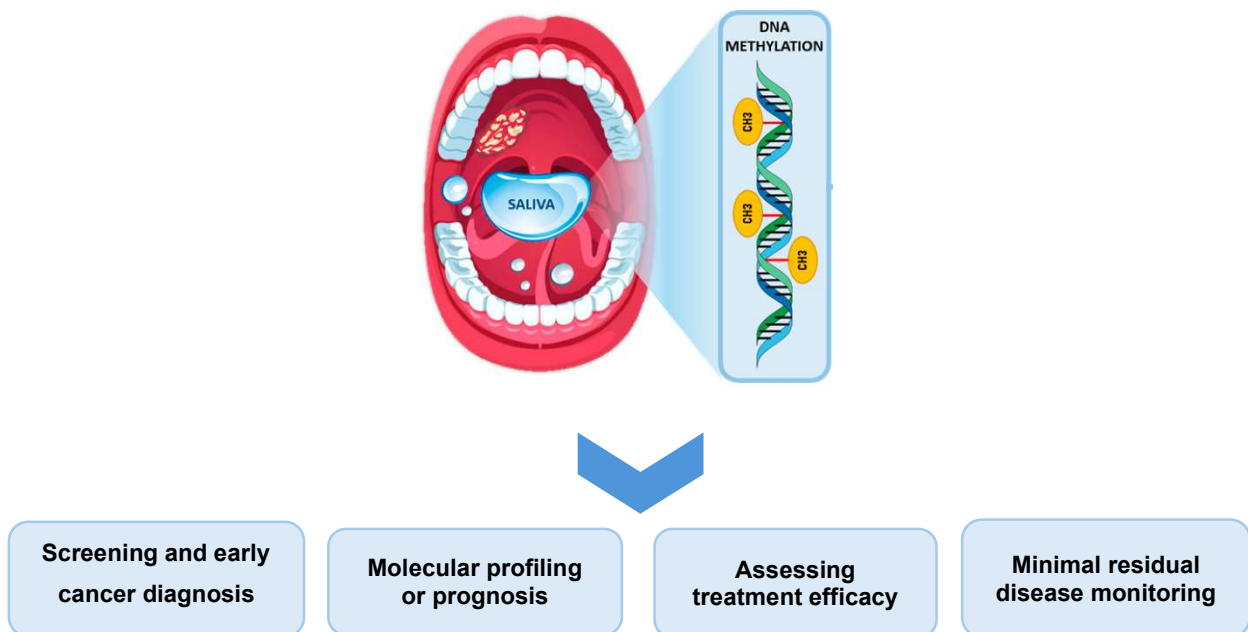 DNA
METHYLATION
CH3
SALIVA
CH3
CH3
Screening and early
cancer diagnosis
Molecular profiling
or prognosis
Assessing
treatment efficacy
Minimal residual
disease monitoring